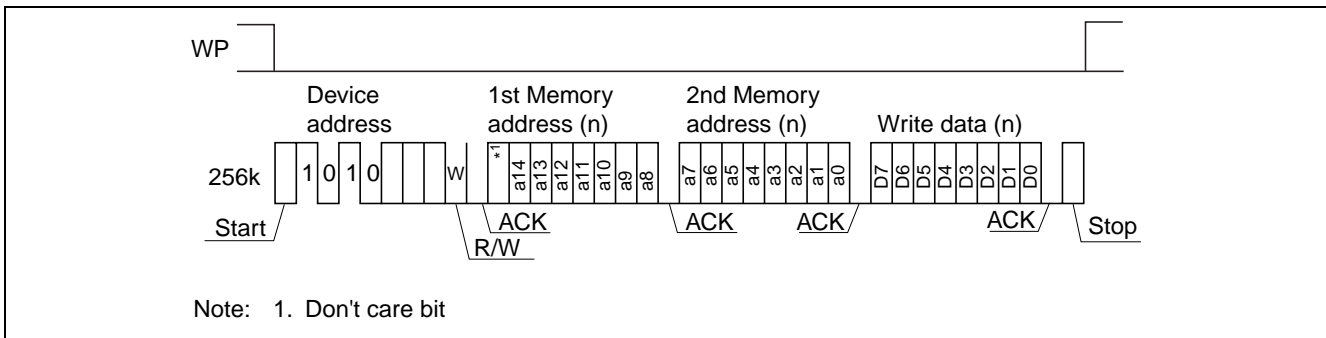 WP
Device address
1st Memory address (n)
2nd Memory address (n)
Write data (n)
256k
1 0 1 0
W
*1 a14 a13 a12 a11 a10 a9 a8
a7 a6 a5 a4 a3 a2 a1 a0
D7 D6 D5 D4 D3 D2 D1 D0
Start
R/W
ACK
ACK
ACK
ACK
Stop
Note: 1. Don't care bit